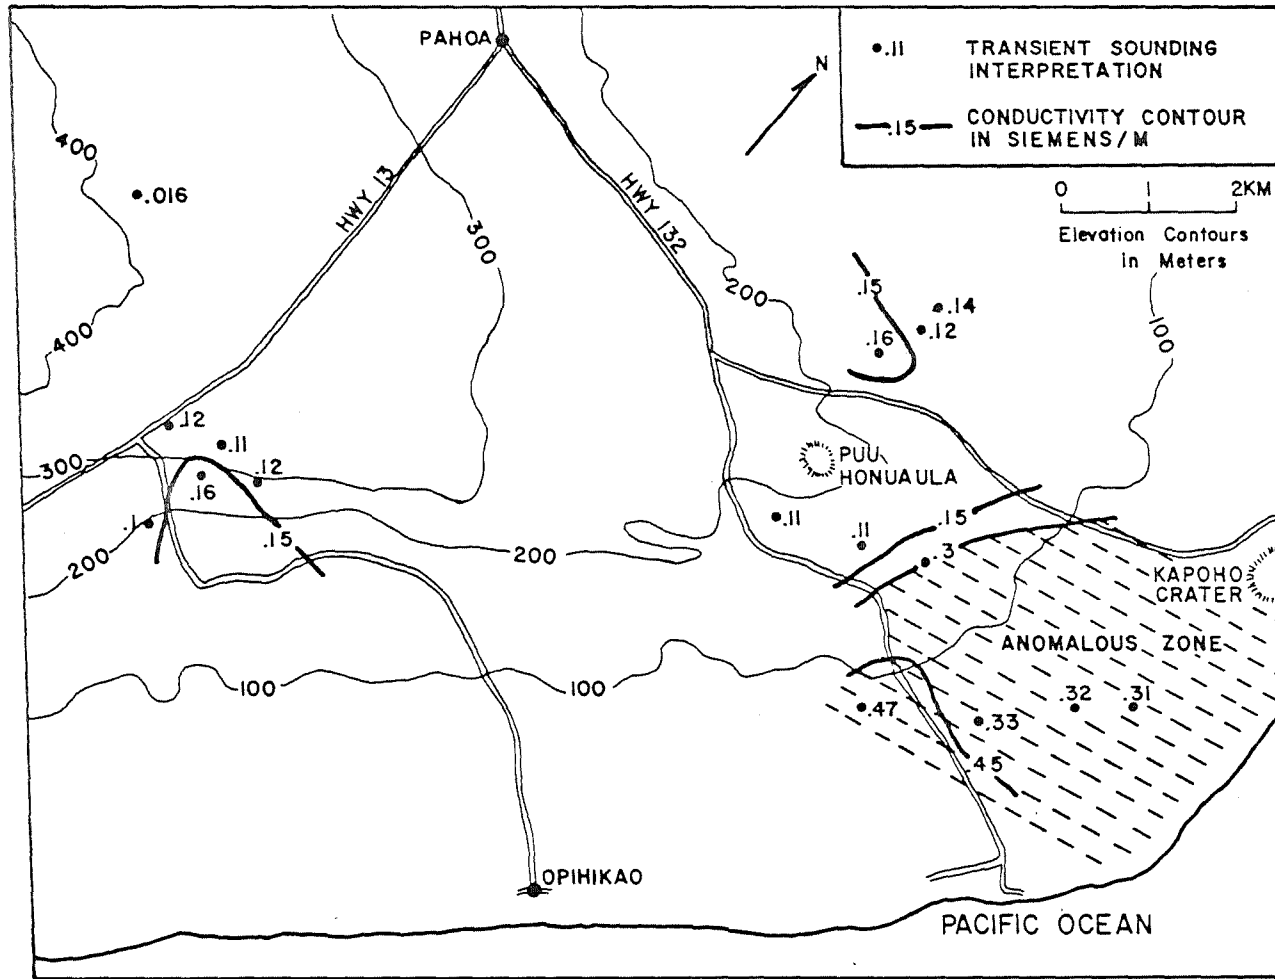 PAHOA
.11 TRANSIENT SOUNDING
INTERPRETATION
.15 CONDUCTIVITY CONTOUR
IN SIEMENS/M
N
0 1 2KM
Elevation Contours
in Meters
400
.016
HWY 13
HWY 132
300
200
.15
.14
.12
.16
100
400
.12
.11
300
.12
.16
PUU
HONUAULA
.1
.15
200
200
.11
.11
.15
.3
KAPOHO
CRATER
ANOMALOUS ZONE
100
100
.47
.33
.32
.31
.45
OPIHIKAO
PACIFIC OCEAN